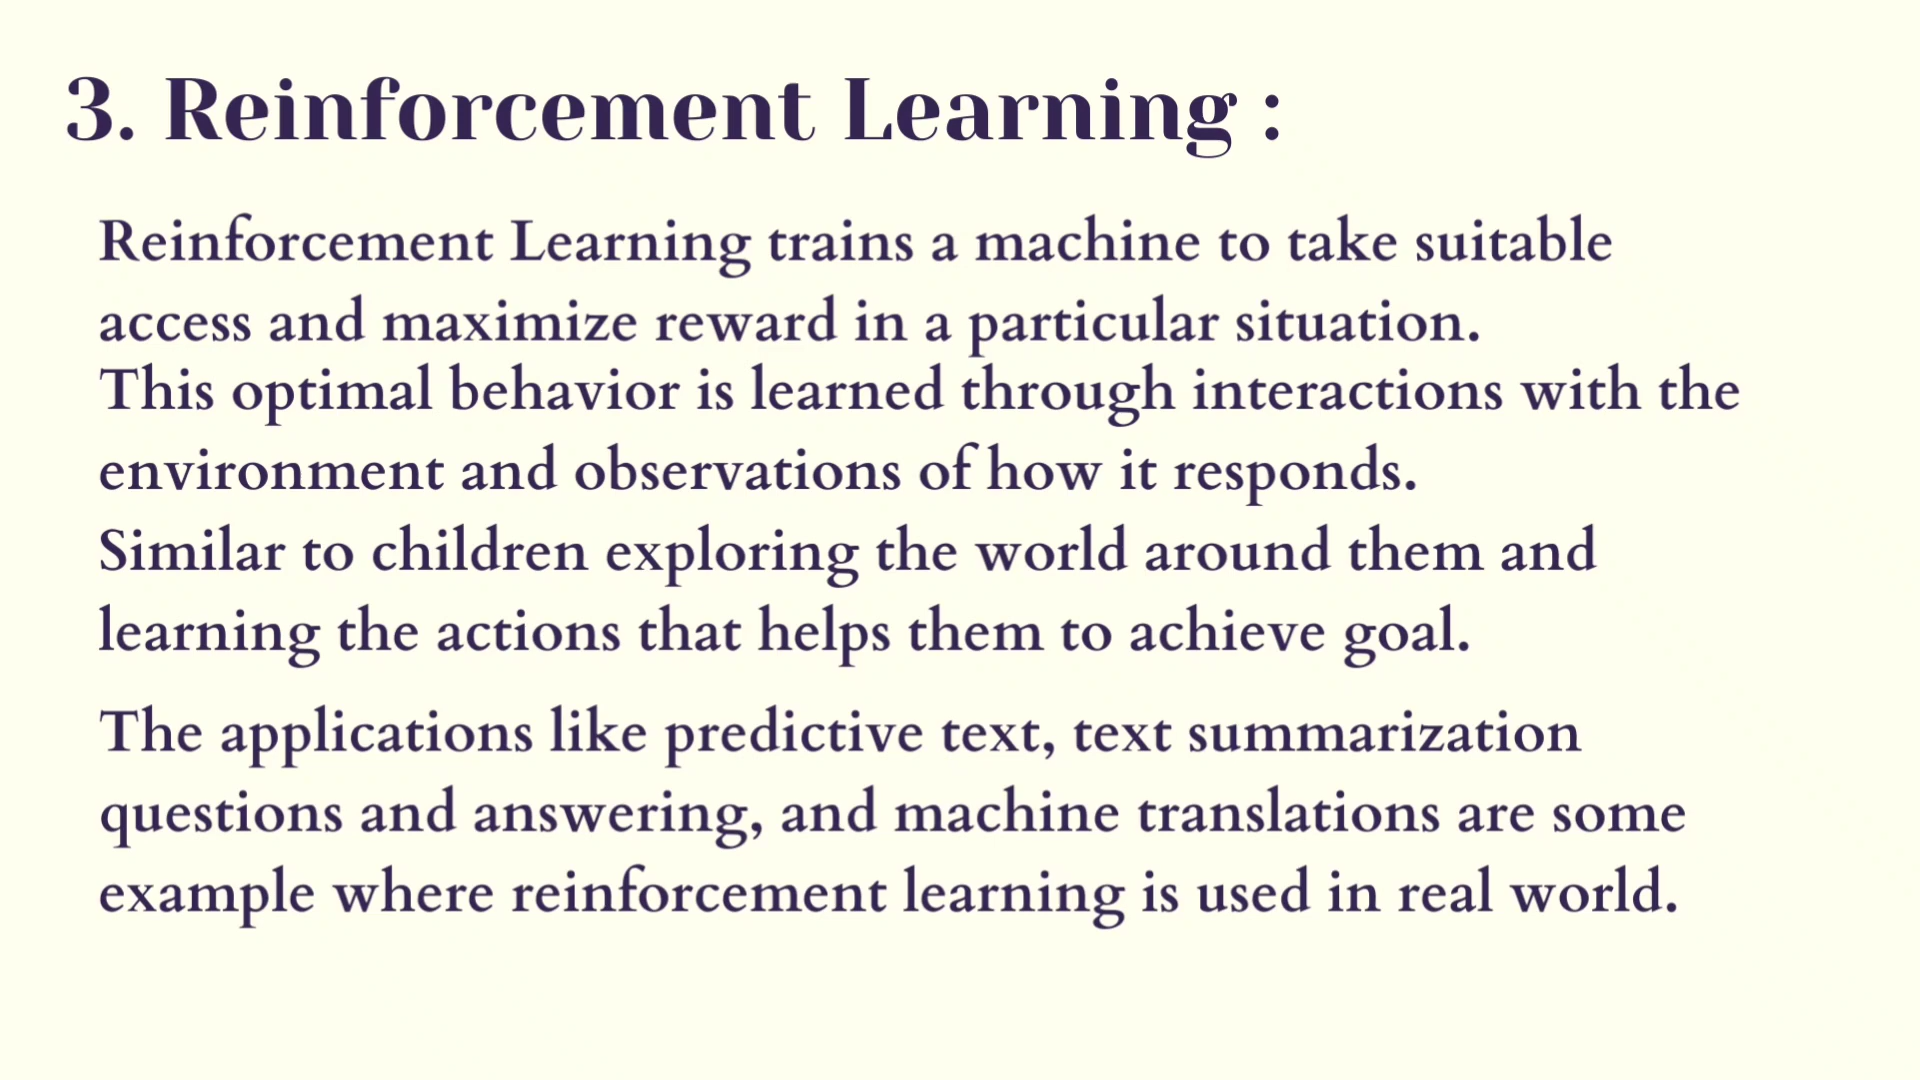 3. Reinforcement Learning :
Reinforcement Learning trains a machine to take suitable
access and maximize reward in a particular situation.
This optimal behavior is learned through interactions with the
environment and observations of how it responds.
Similar to children exploring the world around them and
learning the actions that helps them to achieve goal.
The applications like predictive text, text summarization
questions and answering, and machine translations are some
example where reinforcement learning is used in real world.